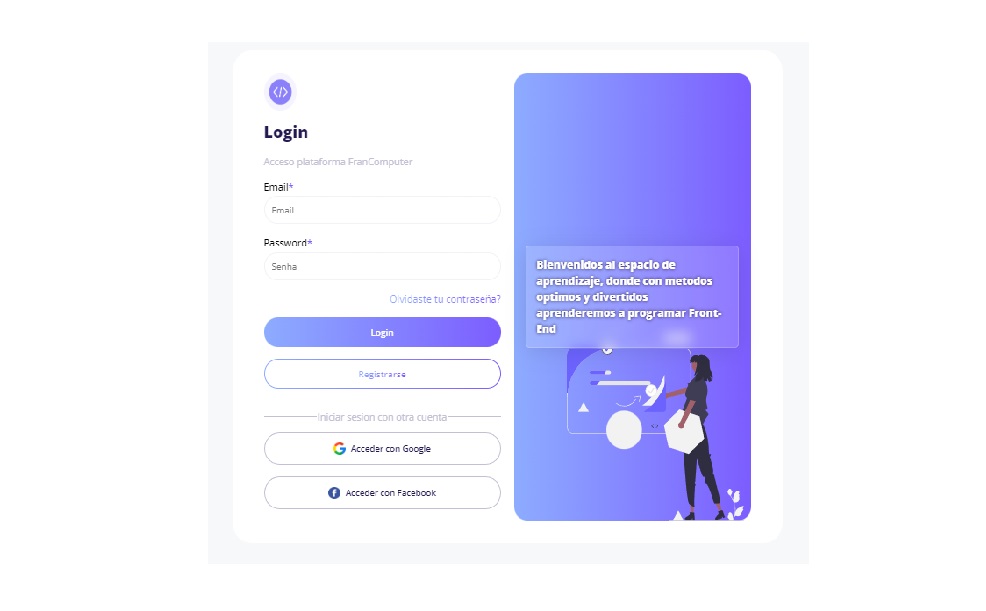 </>
Login
Acceso plataforma FranComputer
Email*
Email
Password*
Senha
Olvidaste tu contraseña?
Login
Registrarse
Iniciar sesion con otra cuenta
Acceder con Google
Acceder con Facebook
Bienvenidos al espacio de
aprendizaje, donde con metodos
optimos y divertidos
aprenderemos a programar Front-
End